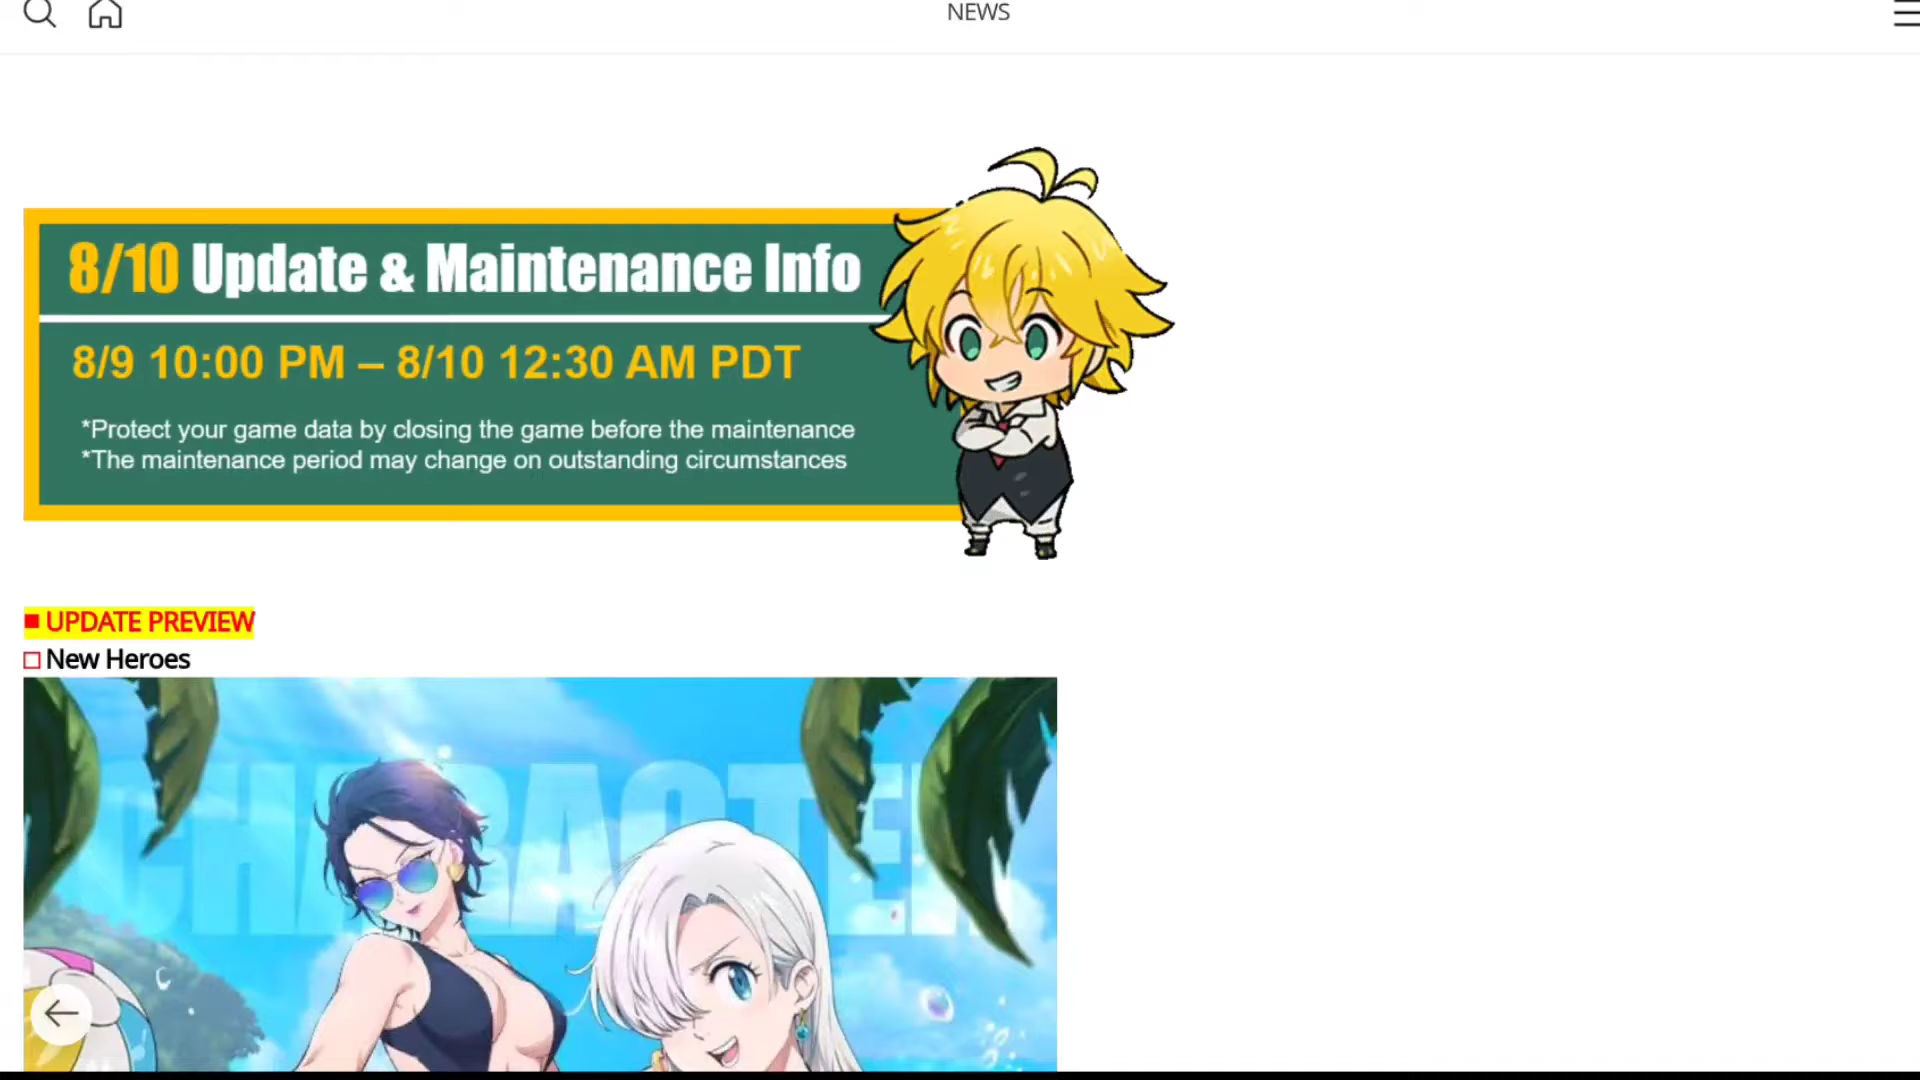 NEWS
8/10 Update & Maintenance Info
8/9 10:00 PM – 8/10 12:30 AM PDT
*Protect your game data by closing the game before the maintenance
*The maintenance period may change on outstanding circumstances
■ UPDATE PREVIEW
□ New Heroes
CHARACTER